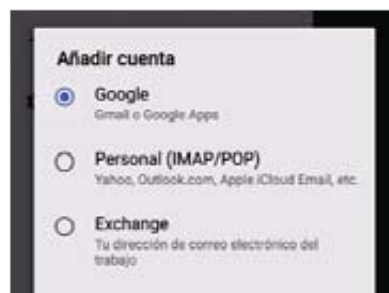 Añadir cuenta
Google
Gmail o Google Apps
Personal (IMAP/POP)
Yahoo, Outlook.com, Apple iCloud Email, etc.
Exchange
Tu dirección de correo electrónico del
trabajo